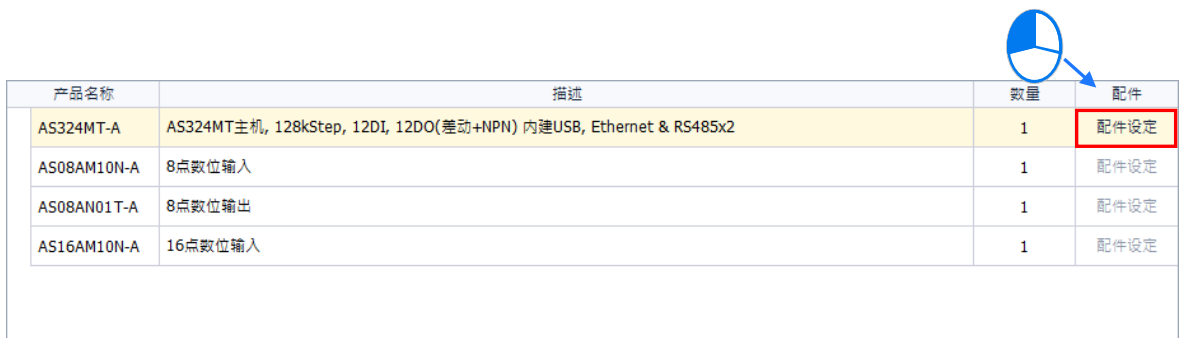 产品名称 描述 数量 配件
AS324MT-A AS324MT主机, 128kStep, 12DI, 12DO(差动+NPN) 内建USB, Ethernet & RS485x2 1 配件设定
AS08AM10N-A 8点数位输入 1 配件设定
AS08AN01T-A 8点数位输出 1 配件设定
AS16AM10N-A 16点数位输入 1 配件设定